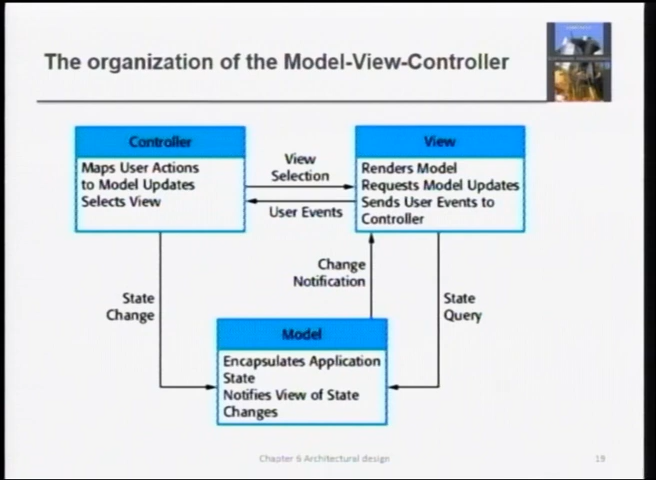 The organization of the Model-View-Controller
Controller
Maps User Actions
to Model Updates
Selects View
View
Selection
User Events
View
Renders Model
Requests Model Updates
Sends User Events to
Controller
State
Change
Change
Notification
State
Query
Model
Encapsulates Application
State
Notifies View of State
Changes
Chapter 6 Architectural design
19